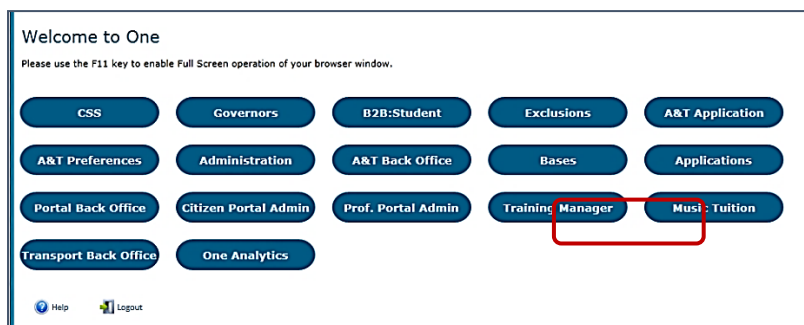 Welcome to One
Please use the F11 key to enable Full Screen operation of your browser window.
CSS Governors B2B:Student Exclusions A&T Application
A&T Preferences Administration A&T Back Office Bases Applications
Portal Back Office Citizen Portal Admin Prof. Portal Admin Training Manager Music Tuition
Transport Back Office One Analytics
Help Logout